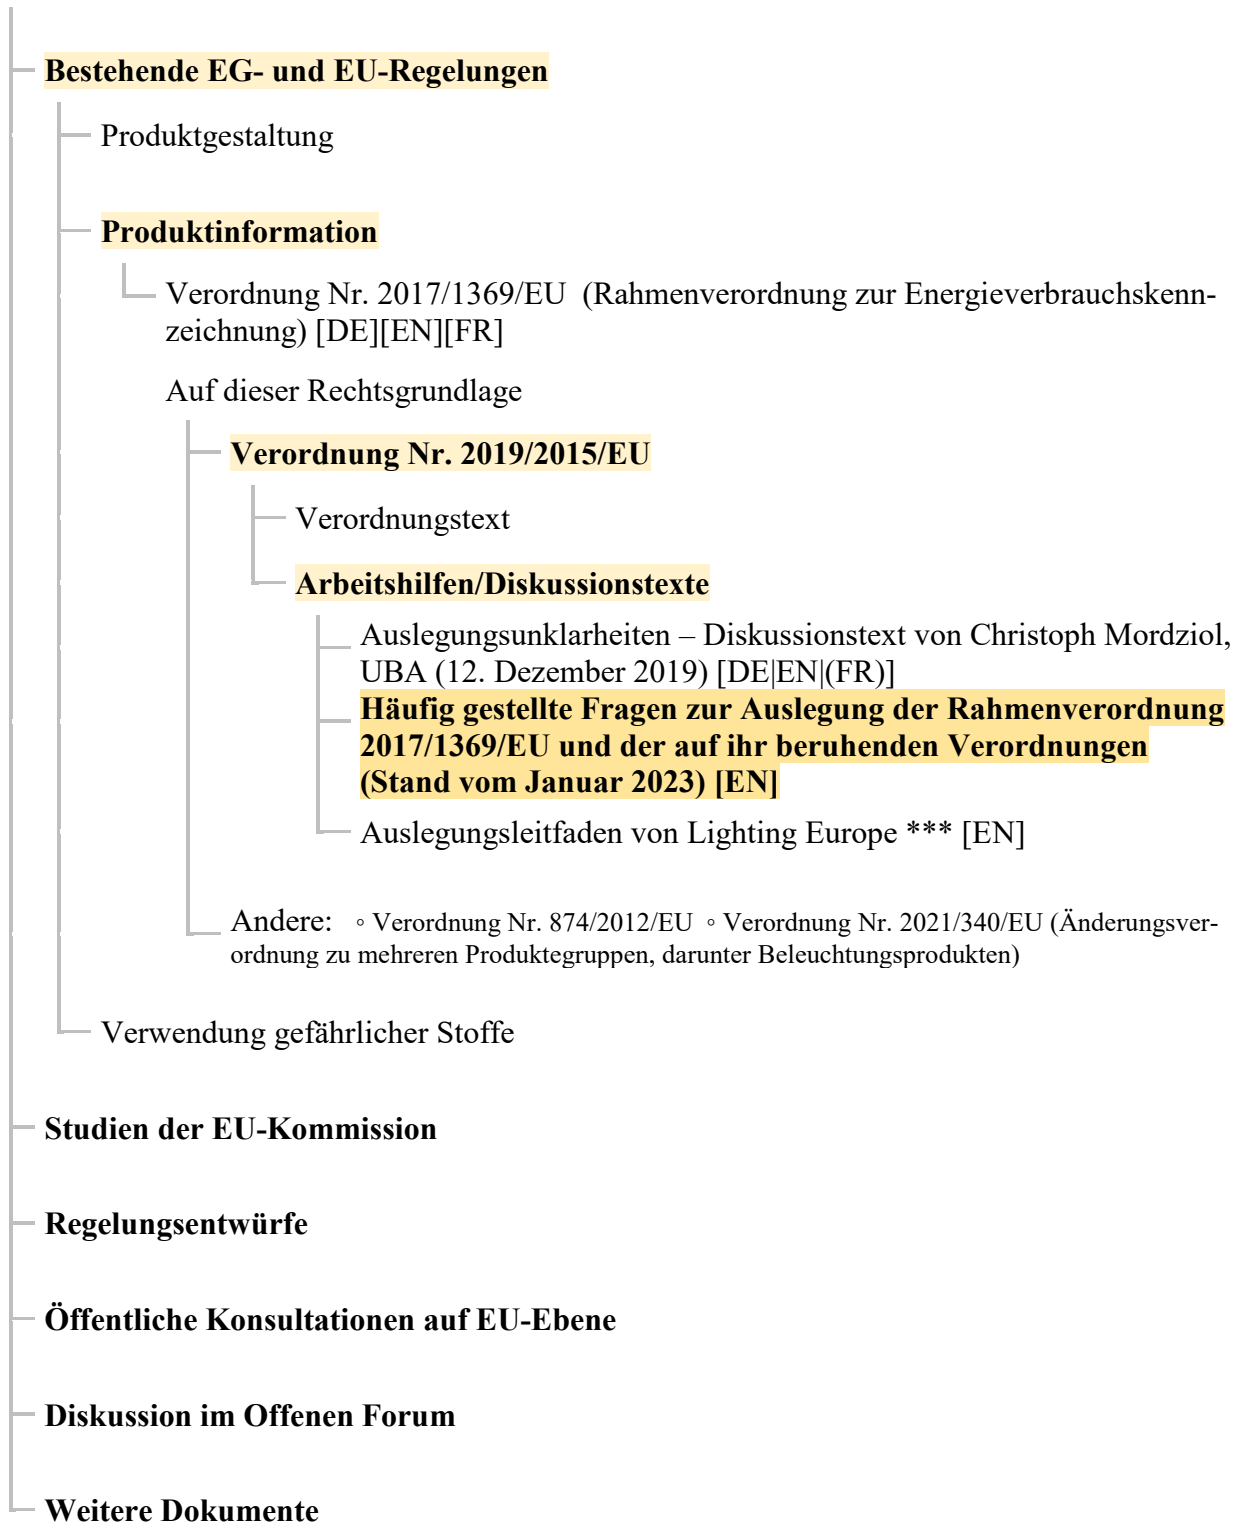 Bestehende EG- und EU-Regelungen
Produktgestaltung
Produktinformation
Verordnung Nr. 2017/1369/EU (Rahmenverordnung zur Energieverbrauchskenn-
zeichnung) [DE][EN][FR]
Auf dieser Rechtsgrundlage
Verordnung Nr. 2019/2015/EU
Verordnungstext
Arbeitshilfen/Diskussionstexte
Auslegungsunklarheiten – Diskussionstext von Christoph Mordziol,
UBA (12. Dezember 2019) [DE|EN|(FR)]
Häufig gestellte Fragen zur Auslegung der Rahmenverordnung
2017/1369/EU und der auf ihr beruhenden Verordnungen
(Stand vom Januar 2023) [EN]
Auslegungsleitfaden von Lighting Europe *** [EN]
Andere: ◦ Verordnung Nr. 874/2012/EU ◦ Verordnung Nr. 2021/340/EU (Änderungsver-
ordnung zu mehreren Produktegruppen, darunter Beleuchtungsprodukten)
Verwendung gefährlicher Stoffe
Studien der EU-Kommission
Regelungsentwürfe
Öffentliche Konsultationen auf EU-Ebene
Diskussion im Offenen Forum
Weitere Dokumente